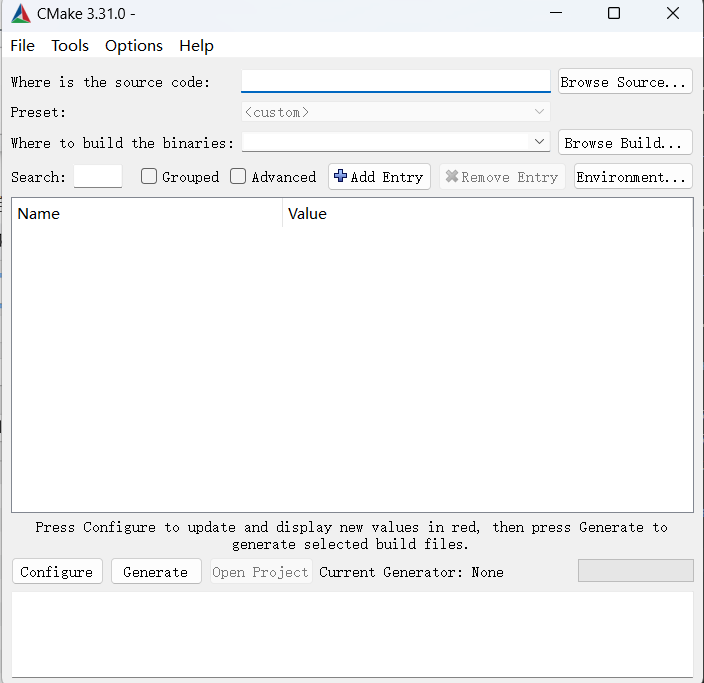 CMake 3.31.0 -
File Tools Options Help
Where is the source code: Browse Source...
Preset: <custom>
Where to build the binaries: Browse Build...
Search: Grouped Advanced Add Entry Remove Entry Environment...
Name Value
Press Configure to update and display new values in red, then press Generate to
generate selected build files.
Configure Generate Open Project Current Generator: None